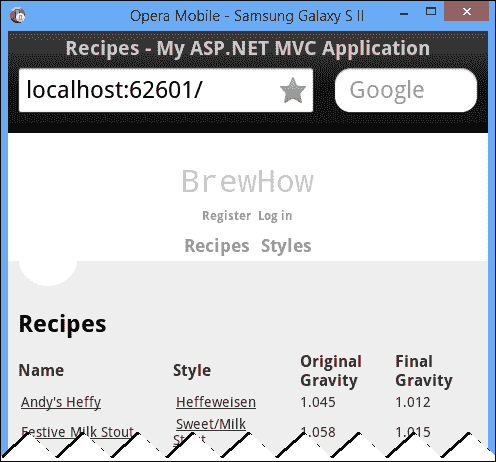 Opera Mobile - Samsung Galaxy S II
Recipes - My ASP.NET MVC Application
localhost:62601/
Google
BrewHow
Register Log in
Recipes Styles
Recipes
Name Style Original Gravity Final Gravity
Andy's Heffy Heffeweisen 1.045 1.012
Festive Milk Stout Sweet/Milk Stout 1.058 1.015